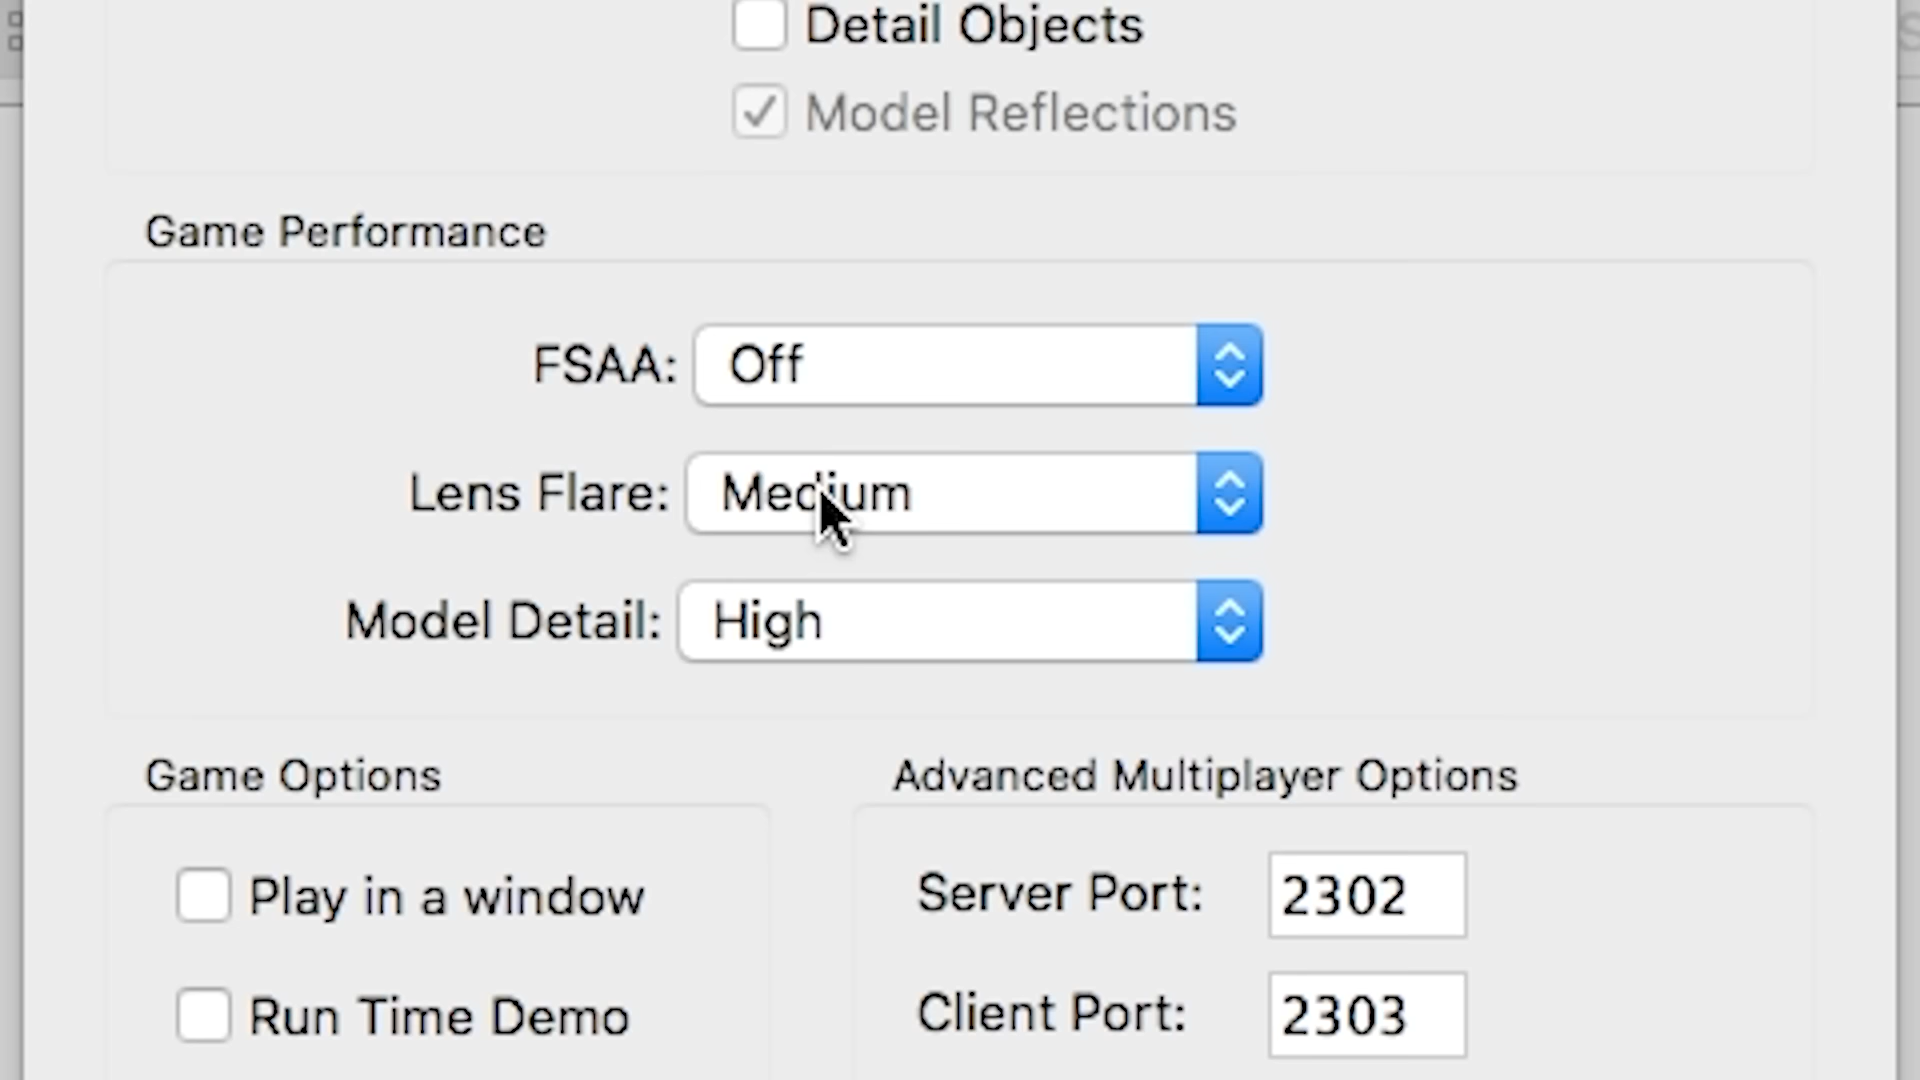 Detail Objects
Model Reflections
Game Performance
FSAA: Off
Lens Flare: Medium
Model Detail: High
Game Options
Advanced Multiplayer Options
Play in a window
Server Port: 2302
Run Time Demo
Client Port: 2303